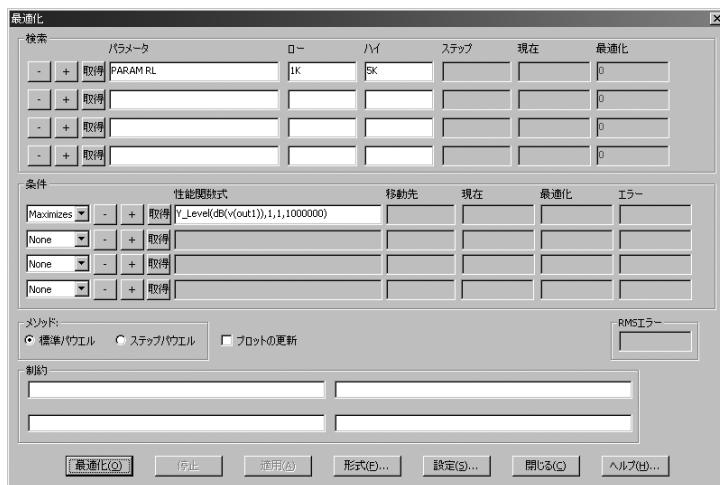 最適化
検索
パラメータ ロー ハイ ステップ 現在 最適化
- + 取得 PARAM RL 1K 5K 0
- + 取得 0
- + 取得 0
- + 取得 0
条件
性能関数式 移動先 現在 最適化 エラー
Maximizes - + 取得 Y_Level(dB(v(out1)),1,1,1000000)
None - + 取得
None - + 取得
None - + 取得
メソッド:
標準パウエル ステップパウエル プロットの更新
RMSエラー
制約
最適化(O) 停止 適用(A) 形式(F)... 設定(S)... 閉じる(C) ヘルプ(H)...